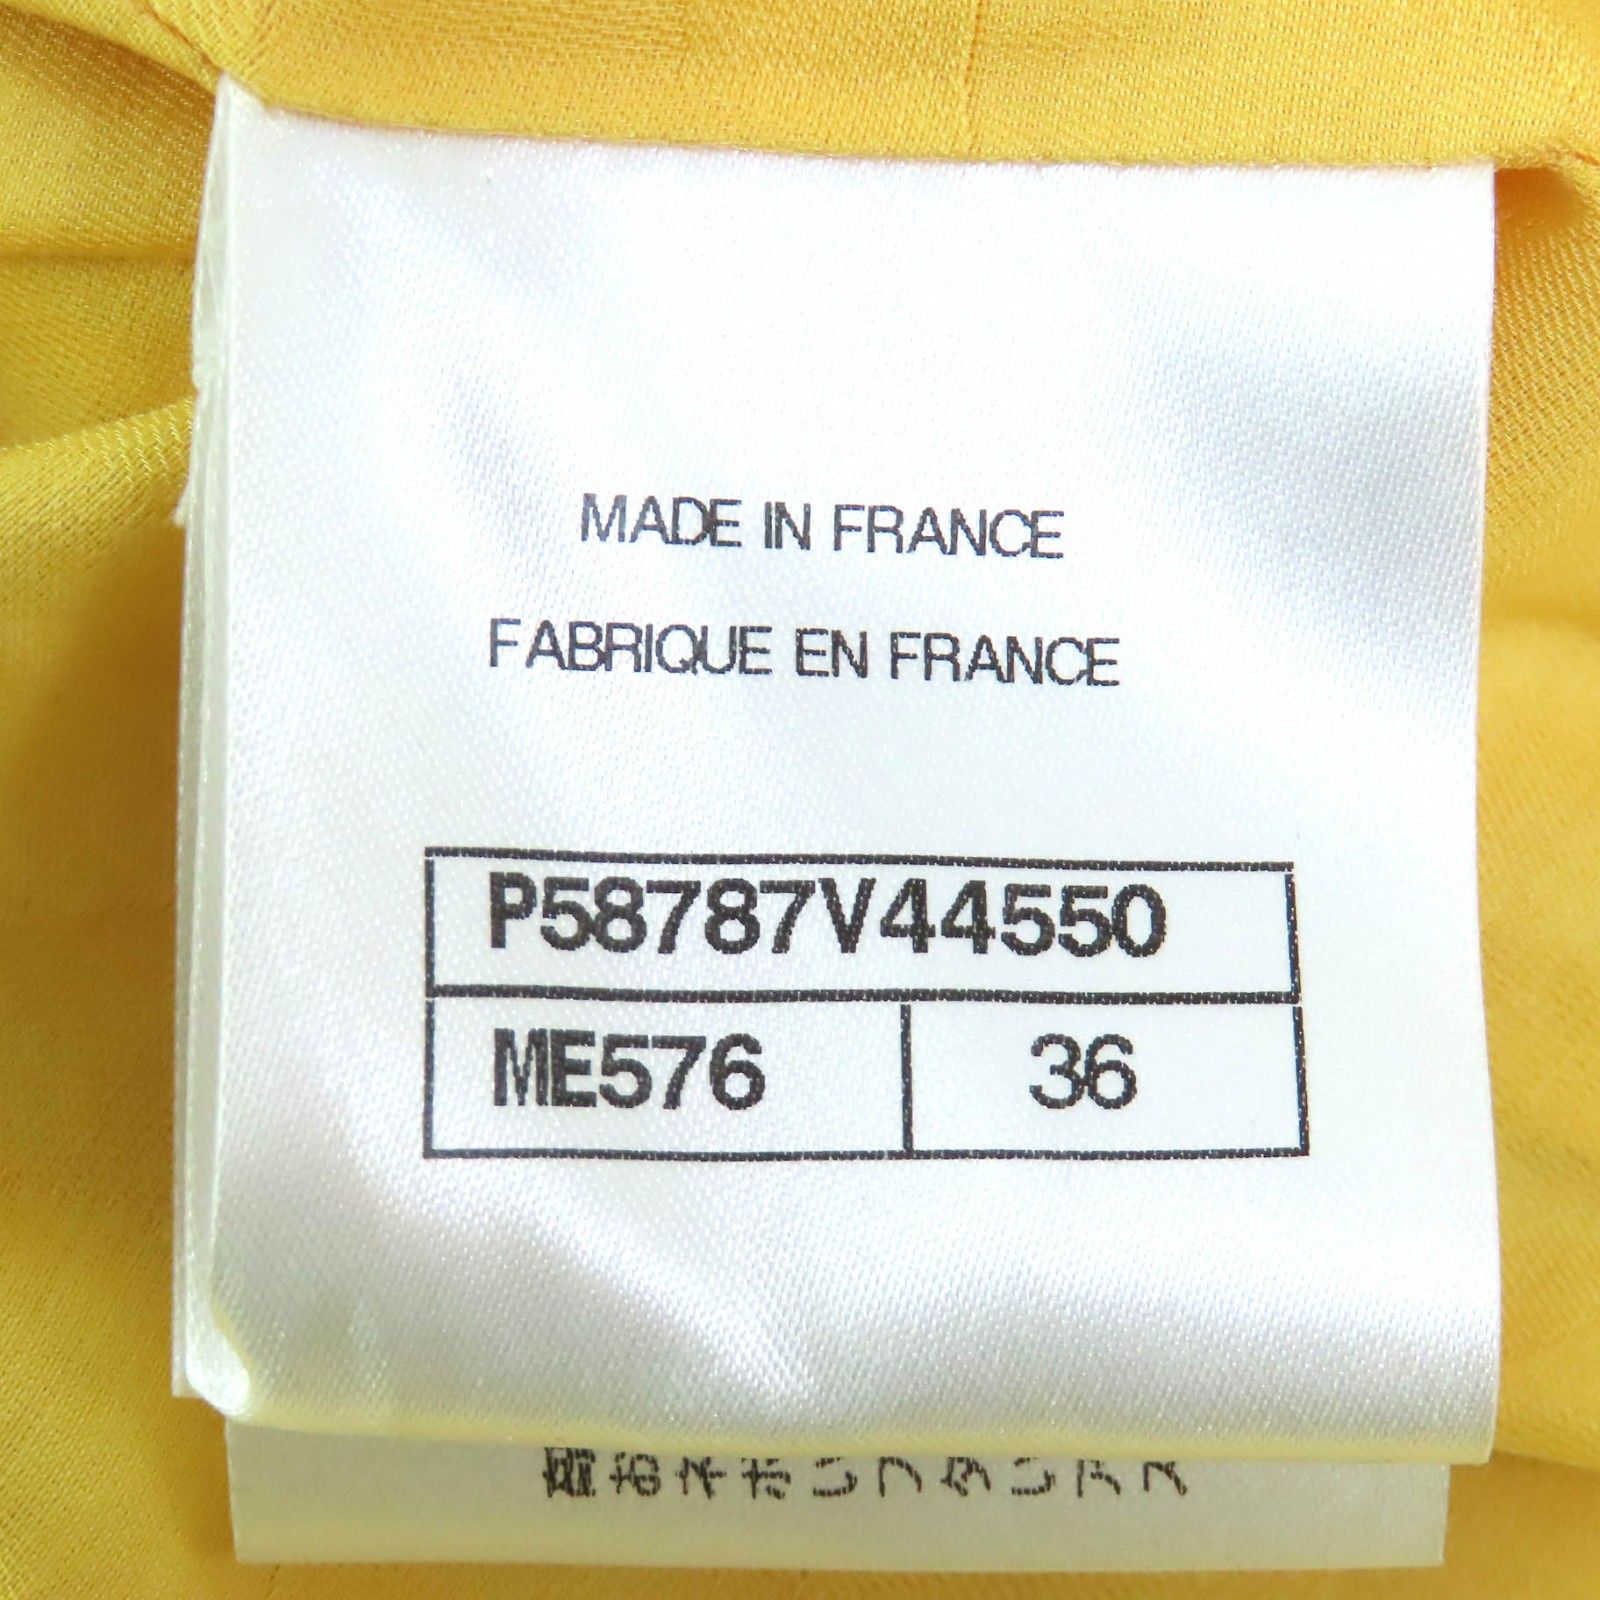 MADE IN FRANCE
FABRIQUE EN FRANCE
P58787V44550
ME576 36